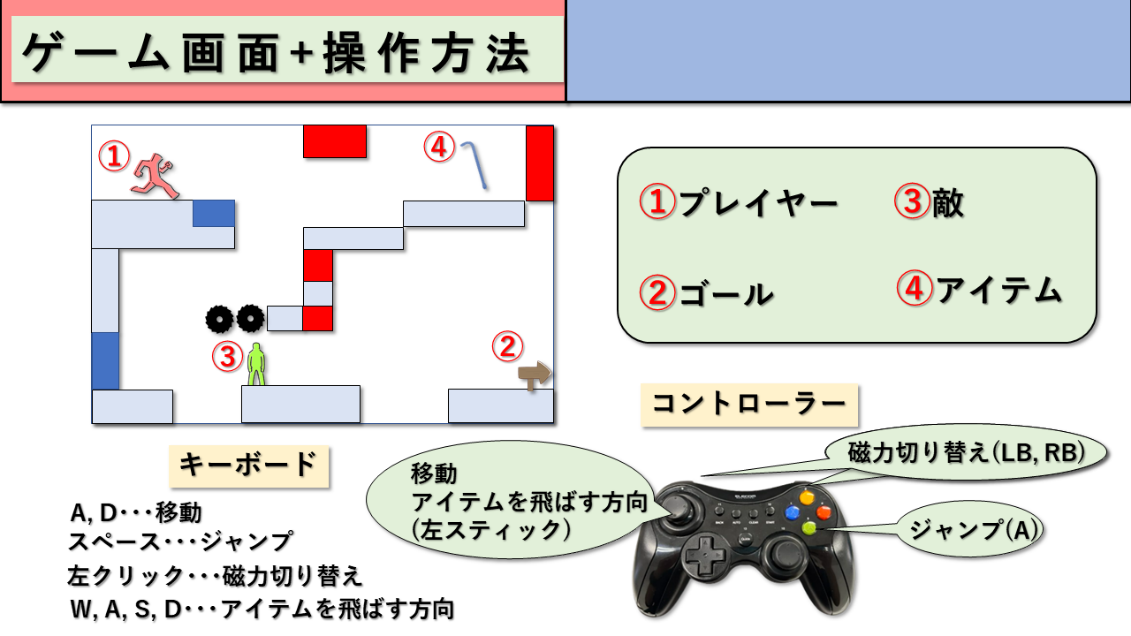 ゲーム画面+操作方法
①
④
③
②
①プレイヤー
③敵
②ゴール
④アイテム
キーボード
A, D･･･移動
スペース･･･ジャンプ
左クリック･･･磁力切り替え
W, A, S, D･･･アイテムを飛ばす方向
コントローラー
移動
アイテムを飛ばす方向
(左スティック)
磁力切り替え(LB, RB)
ジャンプ(A)